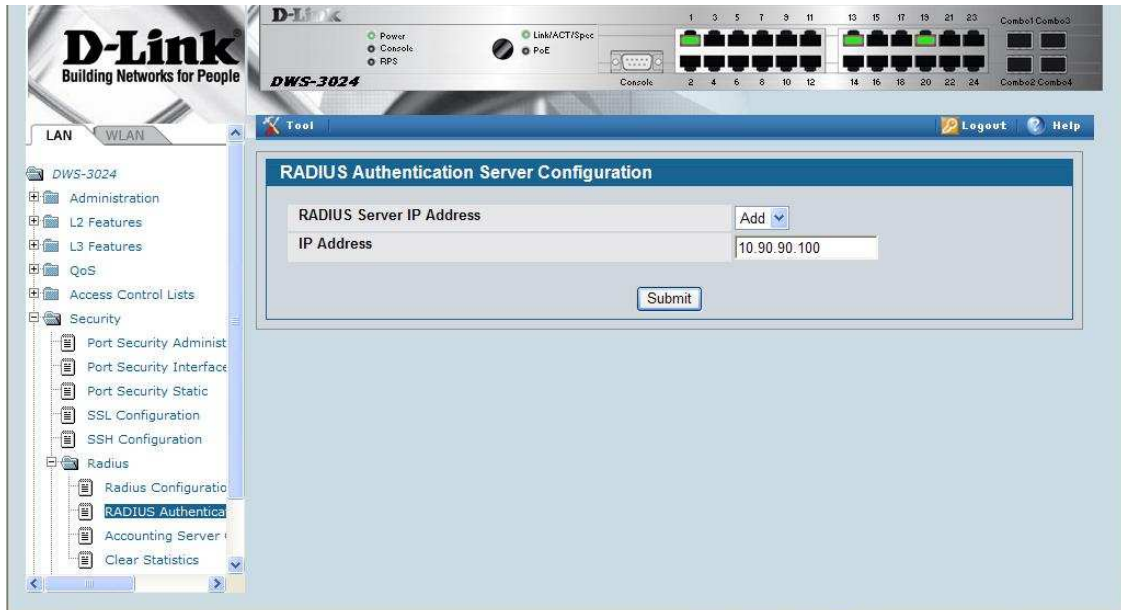 D-Link
Building Networks for People
D-Link
Power
Console
RPS
Link/ACT/Spee
PoE
DWS-3024
Console
1 3 5 7 9 11 13 15 17 19 21 23 Combo1 Combo3
2 4 6 8 10 12 14 16 18 20 22 24 Combo2 Combo4
LAN WLAN
Tool
Logout
Help
DWS-3024
Administration
L2 Features
L3 Features
QoS
Access Control Lists
Security
Port Security Administ
Port Security Interface
Port Security Static
SSL Configuration
SSH Configuration
Radius
Radius Configuratio
RADIUS Authentica
Accounting Server
Clear Statistics
RADIUS Authentication Server Configuration
RADIUS Server IP Address Add
IP Address 10.90.90.100
Submit